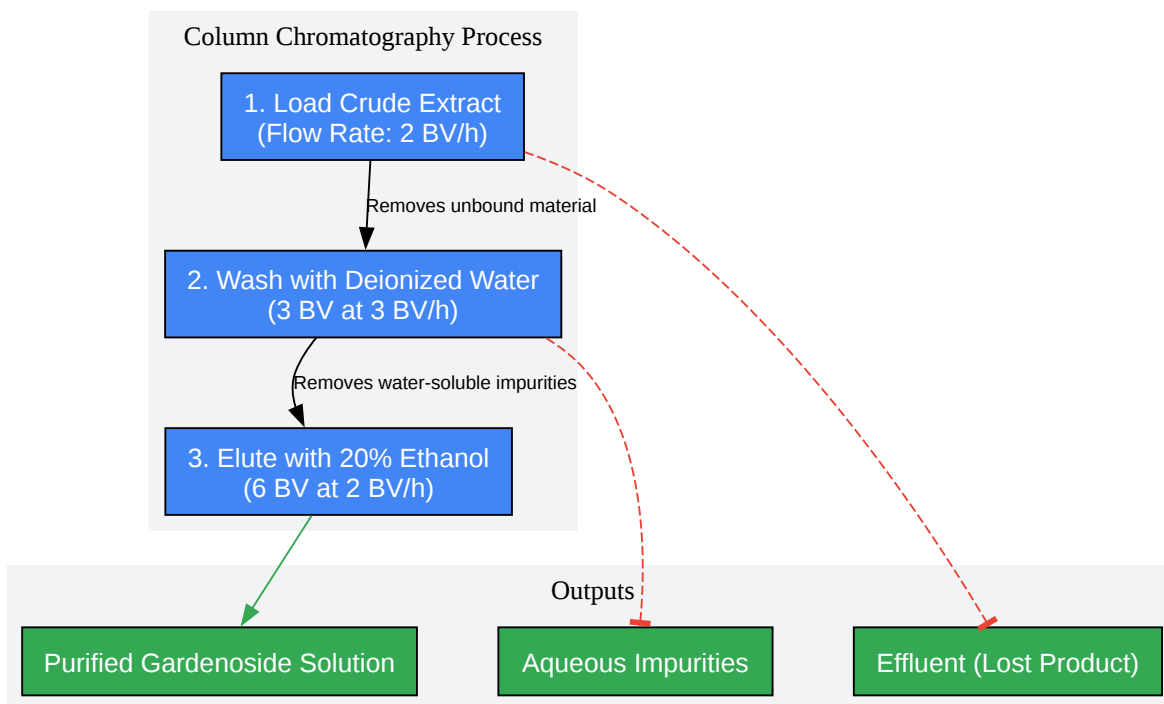 Column Chromatography Process
1. Load Crude Extract
(Flow Rate: 2 BV/h)
Removes unbound material
2. Wash with Deionized Water
(3 BV at 3 BV/h)
Removes water-soluble impurities
3. Elute with 20% Ethanol
(6 BV at 2 BV/h)
Outputs
Purified Gardenoside Solution
Aqueous Impurities
Effluent (Lost Product)